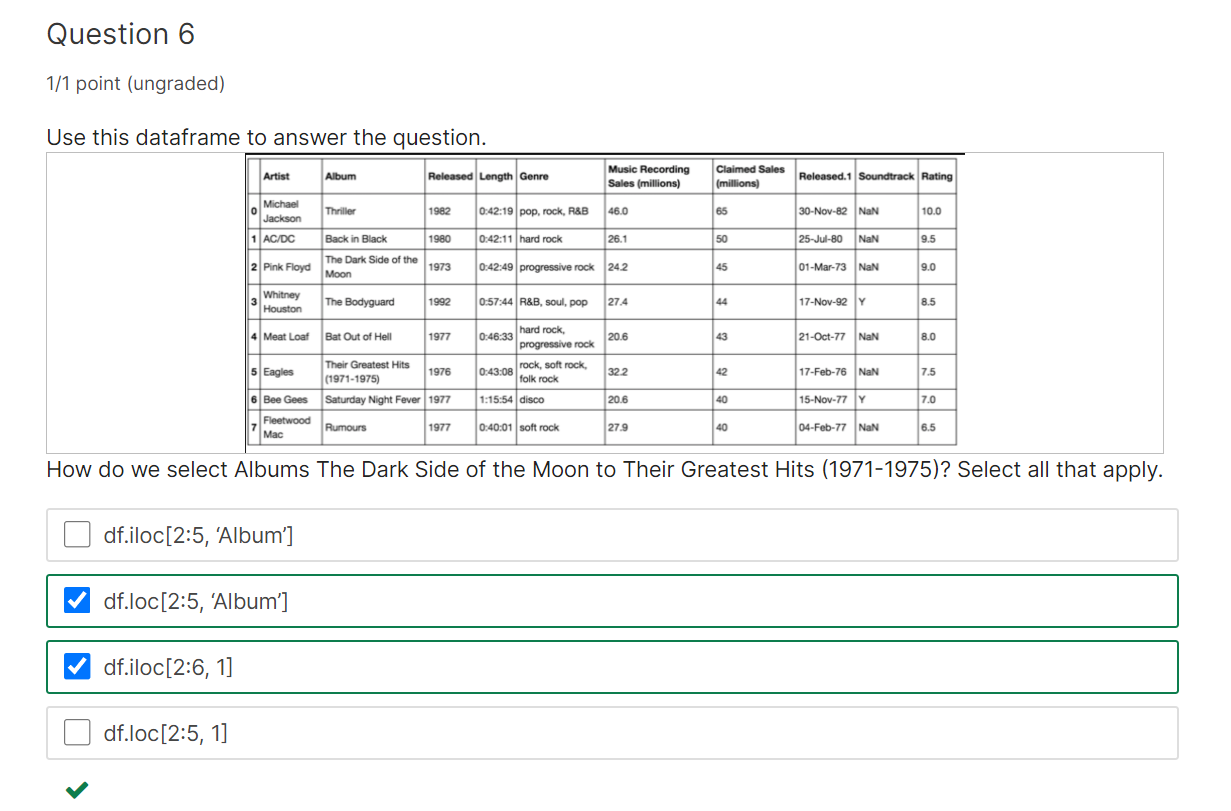 Question 6
1/1 point (ungraded)
Use this dataframe to answer the question.
Artist Album Released Length Genre Music Recording Sales (millions) Claimed Sales (millions) Released.1 Soundtrack Rating
0 Michael Jackson Thriller 1982 0:42:19 pop, rock, R&B 46.0 65 30-Nov-82 NaN 10.0
1 AC/DC Back in Black 1980 0:42:11 hard rock 26.1 50 25-Jul-80 NaN 9.5
2 Pink Floyd The Dark Side of the Moon 1973 0:42:49 progressive rock 24.2 45 01-Mar-73 NaN 9.0
3 Whitney Houston The Bodyguard 1992 0:57:44 R&B, soul, pop 27.4 44 17-Nov-92 Y 8.5
4 Meat Loaf Bat Out of Hell 1977 0:46:33 hard rock, progressive rock 20.6 43 21-Oct-77 NaN 8.0
5 Eagles Their Greatest Hits (1971-1975) 1976 0:43:08 rock, soft rock, folk rock 32.2 42 17-Feb-76 NaN 7.5
6 Bee Gees Saturday Night Fever 1977 1:15:54 disco 20.6 40 15-Nov-77 Y 7.0
7 Fleetwood Mac Rumours 1977 0:40:01 soft rock 27.9 40 04-Feb-77 NaN 6.5
How do we select Albums The Dark Side of the Moon to Their Greatest Hits (1971-1975)? Select all that apply.
df.iloc[2:5, ‘Album’]
df.loc[2:5, ‘Album’]
df.iloc[2:6, 1]
df.loc[2:5, 1]